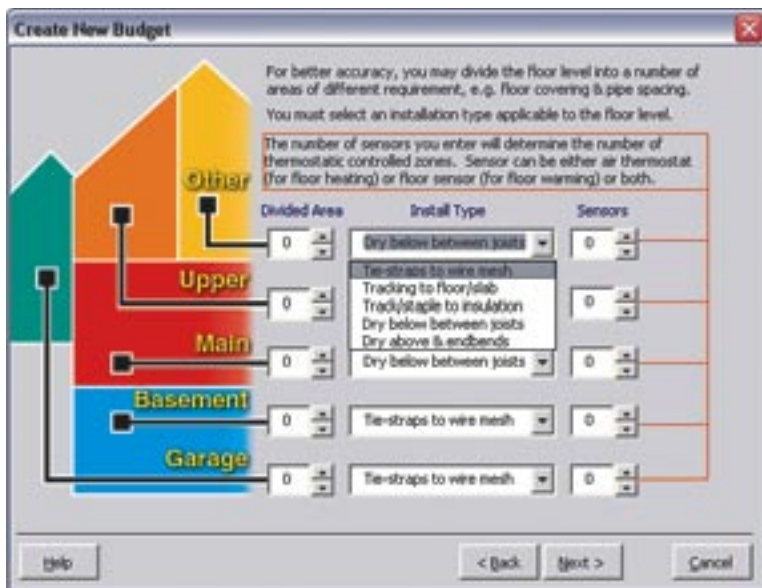 Create New Budget
For better accuracy, you may divide the floor level into a number of
areas of different requirement, e.g. floor covering & pipe spacing.
You must select an installation type applicable to the floor level.
The number of sensors you enter will determine the number of
thermostatic controlled zones. Sensor can be either air thermostat
(for floor heating) or floor sensor (for floor warming) or both.
Other
Divided Area Install Type Sensors
0 Dry below between joists 0
Tie-straps to wire mesh
Tracking to floor/slab
Track/staple to insulation
Dry below between joists
Dry above & endbends
Upper
0 0
Main
0 Dry below between joists 0
Basement
0 Tie-straps to wire mesh 0
Garage
0 Tie-straps to wire mesh 0
Help < Back Next > Cancel